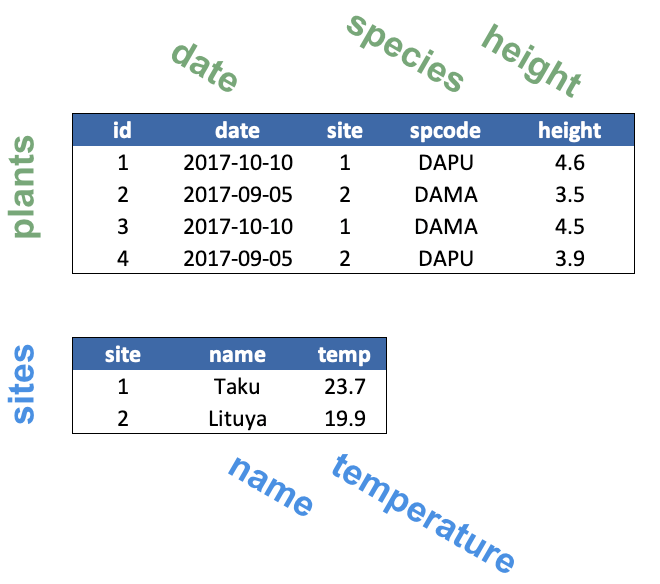 date species height
plants
id date site spcode height
1 2017-10-10 1 DAPU 4.6
2 2017-09-05 2 DAMA 3.5
3 2017-10-10 1 DAMA 4.5
4 2017-09-05 2 DAPU 3.9
sites
site name temp
1 Taku 23.7
2 Lituya 19.9
name temperature